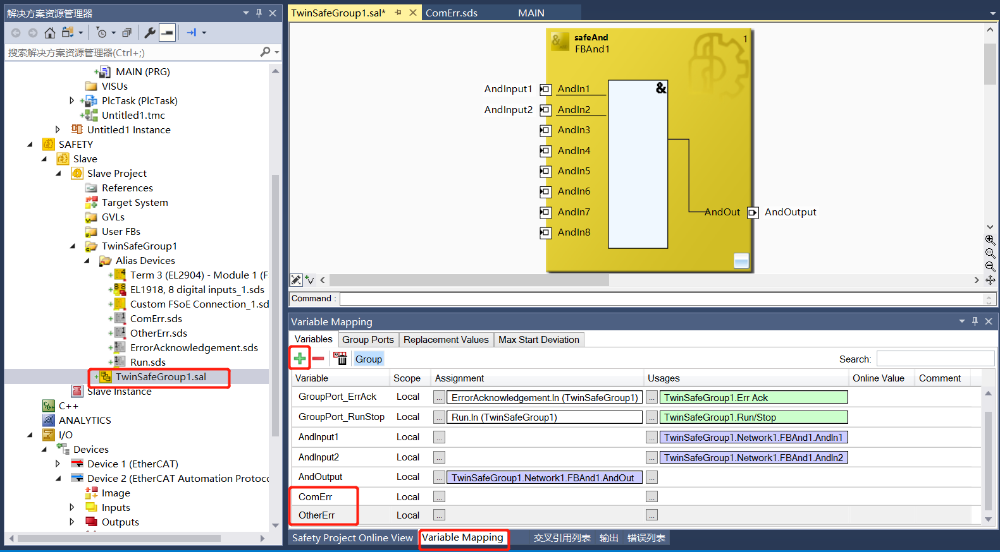 解决方案资源管理器
搜索解决方案资源管理器(Ctrl+;)
MAIN (PRG)
VISUs
PlcTask (PlcTask)
Untitled1.tmc
Untitled1 Instance
SAFETY
Slave
Slave Project
References
Target System
GVLs
User FBs
TwinSafeGroup1
Alias Devices
Term 3 (EL2904) - Module 1 (F
EL1918, 8 digital inputs_1.sds
Custom FSoE Connection_1.sd
ComErr.sds
OtherErr.sds
ErrorAcknowledgement.sds
Run.sds
TwinSafeGroup1.sal
Slave Instance
C++
ANALYTICS
I/O
Devices
Device 1 (EtherCAT)
Device 2 (EtherCAT Automation Protoco
Image
Inputs
Outputs
TwinSafeGroup1.sal* ComErr.sds MAIN
safeAnd 1
FBAnd1
&
AndInput1 AndIn1
AndInput2 AndIn2
AndIn3
AndIn4
AndIn5
AndIn6
AndIn7 AndOut AndOutput
AndIn8
Command :
Variable Mapping
Variables Group Ports Replacement Values Max Start Deviation
Group Search:
Variable Scope Assignment Usages Online Value Comment
GroupPort_ErrAck Local ... ErrorAcknowledgement.In (TwinSafeGroup1) ... TwinSafeGroup1.Err Ack
GroupPort_RunStop Local ... Run.In (TwinSafeGroup1) ... TwinSafeGroup1.Run/Stop
AndInput1 Local ... ... TwinSafeGroup1.Network1.FBAnd1.AndIn1
AndInput2 Local ... ... TwinSafeGroup1.Network1.FBAnd1.AndIn2
AndOutput Local ... TwinSafeGroup1.Network1.FBAnd1.AndOut ...
ComErr Local ... ...
OtherErr Local ... ...
Safety Project Online View Variable Mapping 交叉引用列表 输出 错误列表